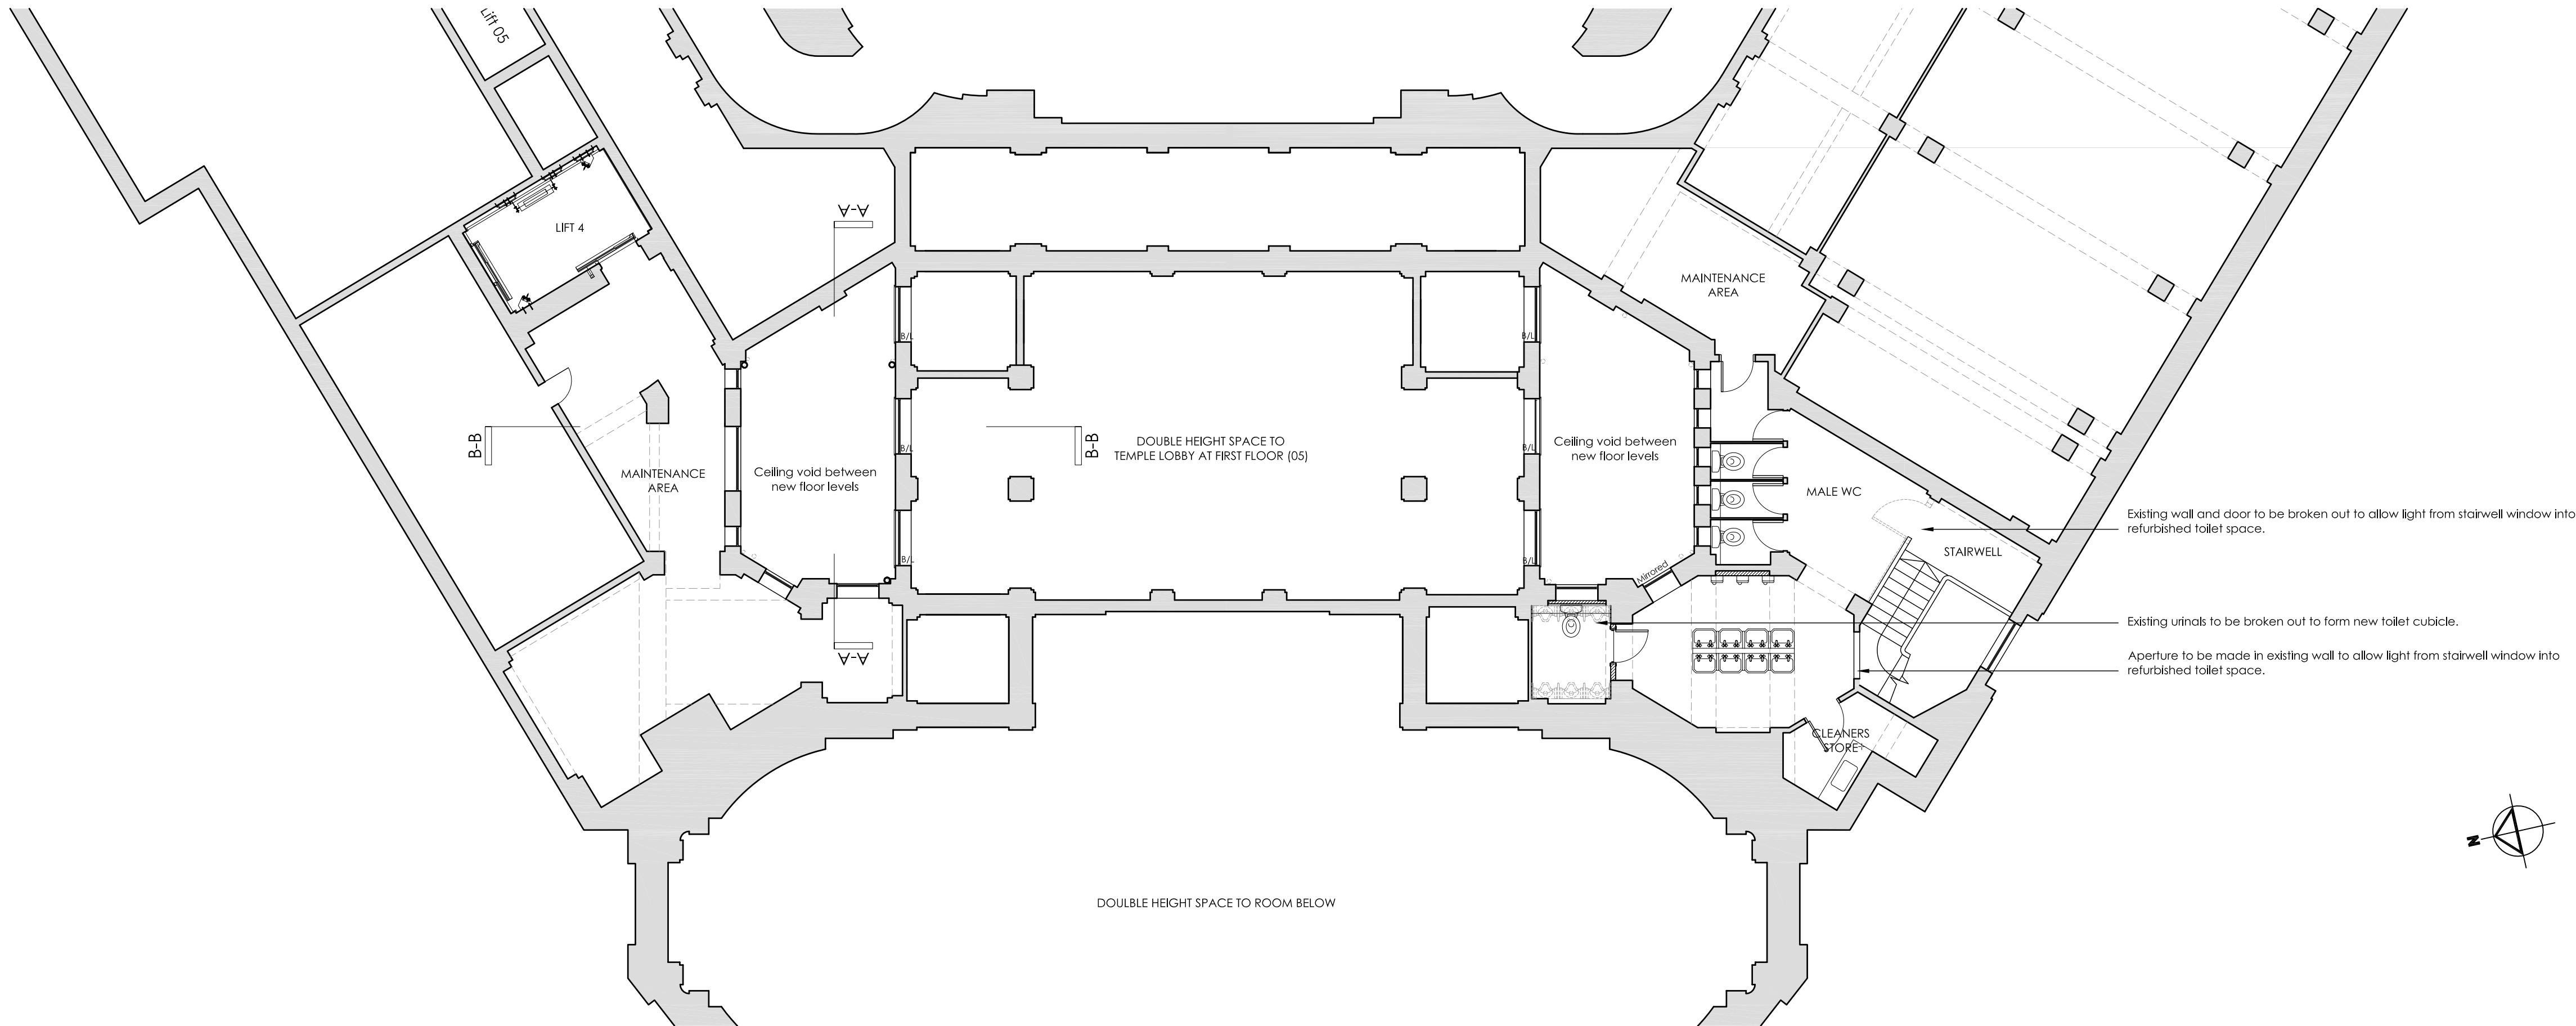 Lift 05
LIFT 4
A-A
MAINTENANCE
AREA
B/L
B/L
B-B
B-B
DOUBLE HEIGHT SPACE TO
TEMPLE LOBBY AT FIRST FLOOR (05)
B/L
B/L
Ceiling void between
new floor levels
MAINTENANCE
AREA
Ceiling void between
new floor levels
MALE WC
Existing wall and door to be broken out to allow light from stairwell window into
refurbished toilet space.
STAIRWELL
B/L
B/L
Mirrored
Existing urinals to be broken out to form new toilet cubicle.
A-A
Aperture to be made in existing wall to allow light from stairwell window into
refurbished toilet space.
CLEANERS
STORE
N
DOULBLE HEIGHT SPACE TO ROOM BELOW